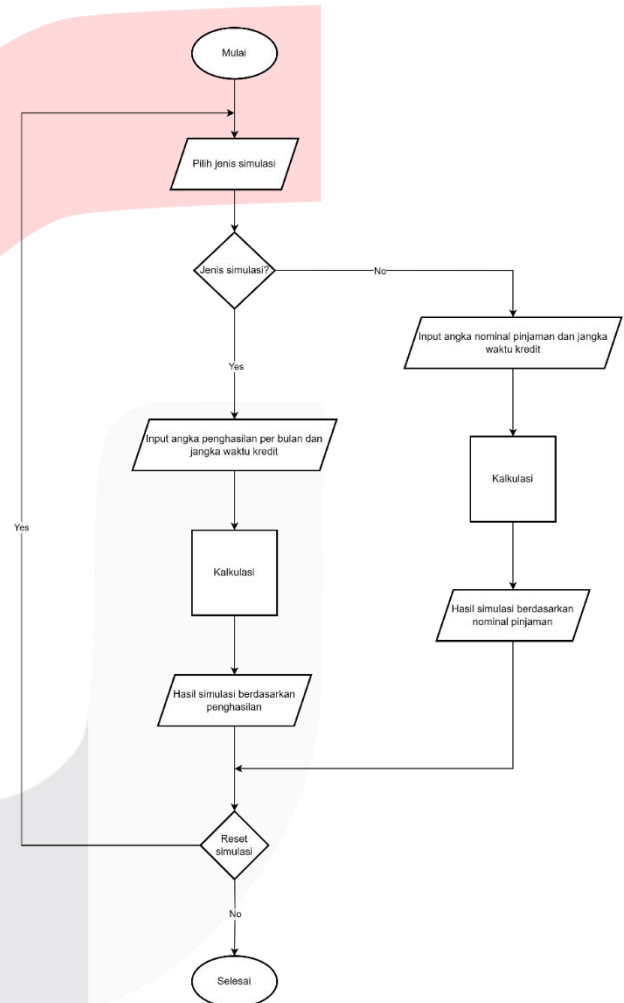 Mulai
Pilih jenis simulasi
Jenis simulasi?
No
Input angka nominal pinjaman dan jangka
waktu kredit
Yes
Input angka penghasilan per bulan dan
jangka waktu kredit
Kalkulasi
Yes
Kalkulasi
Hasil simulasi berdasarkan
nominal pinjaman
Hasil simulasi berdasarkan
penghasilan
Reset
simulasi
No
Selesai